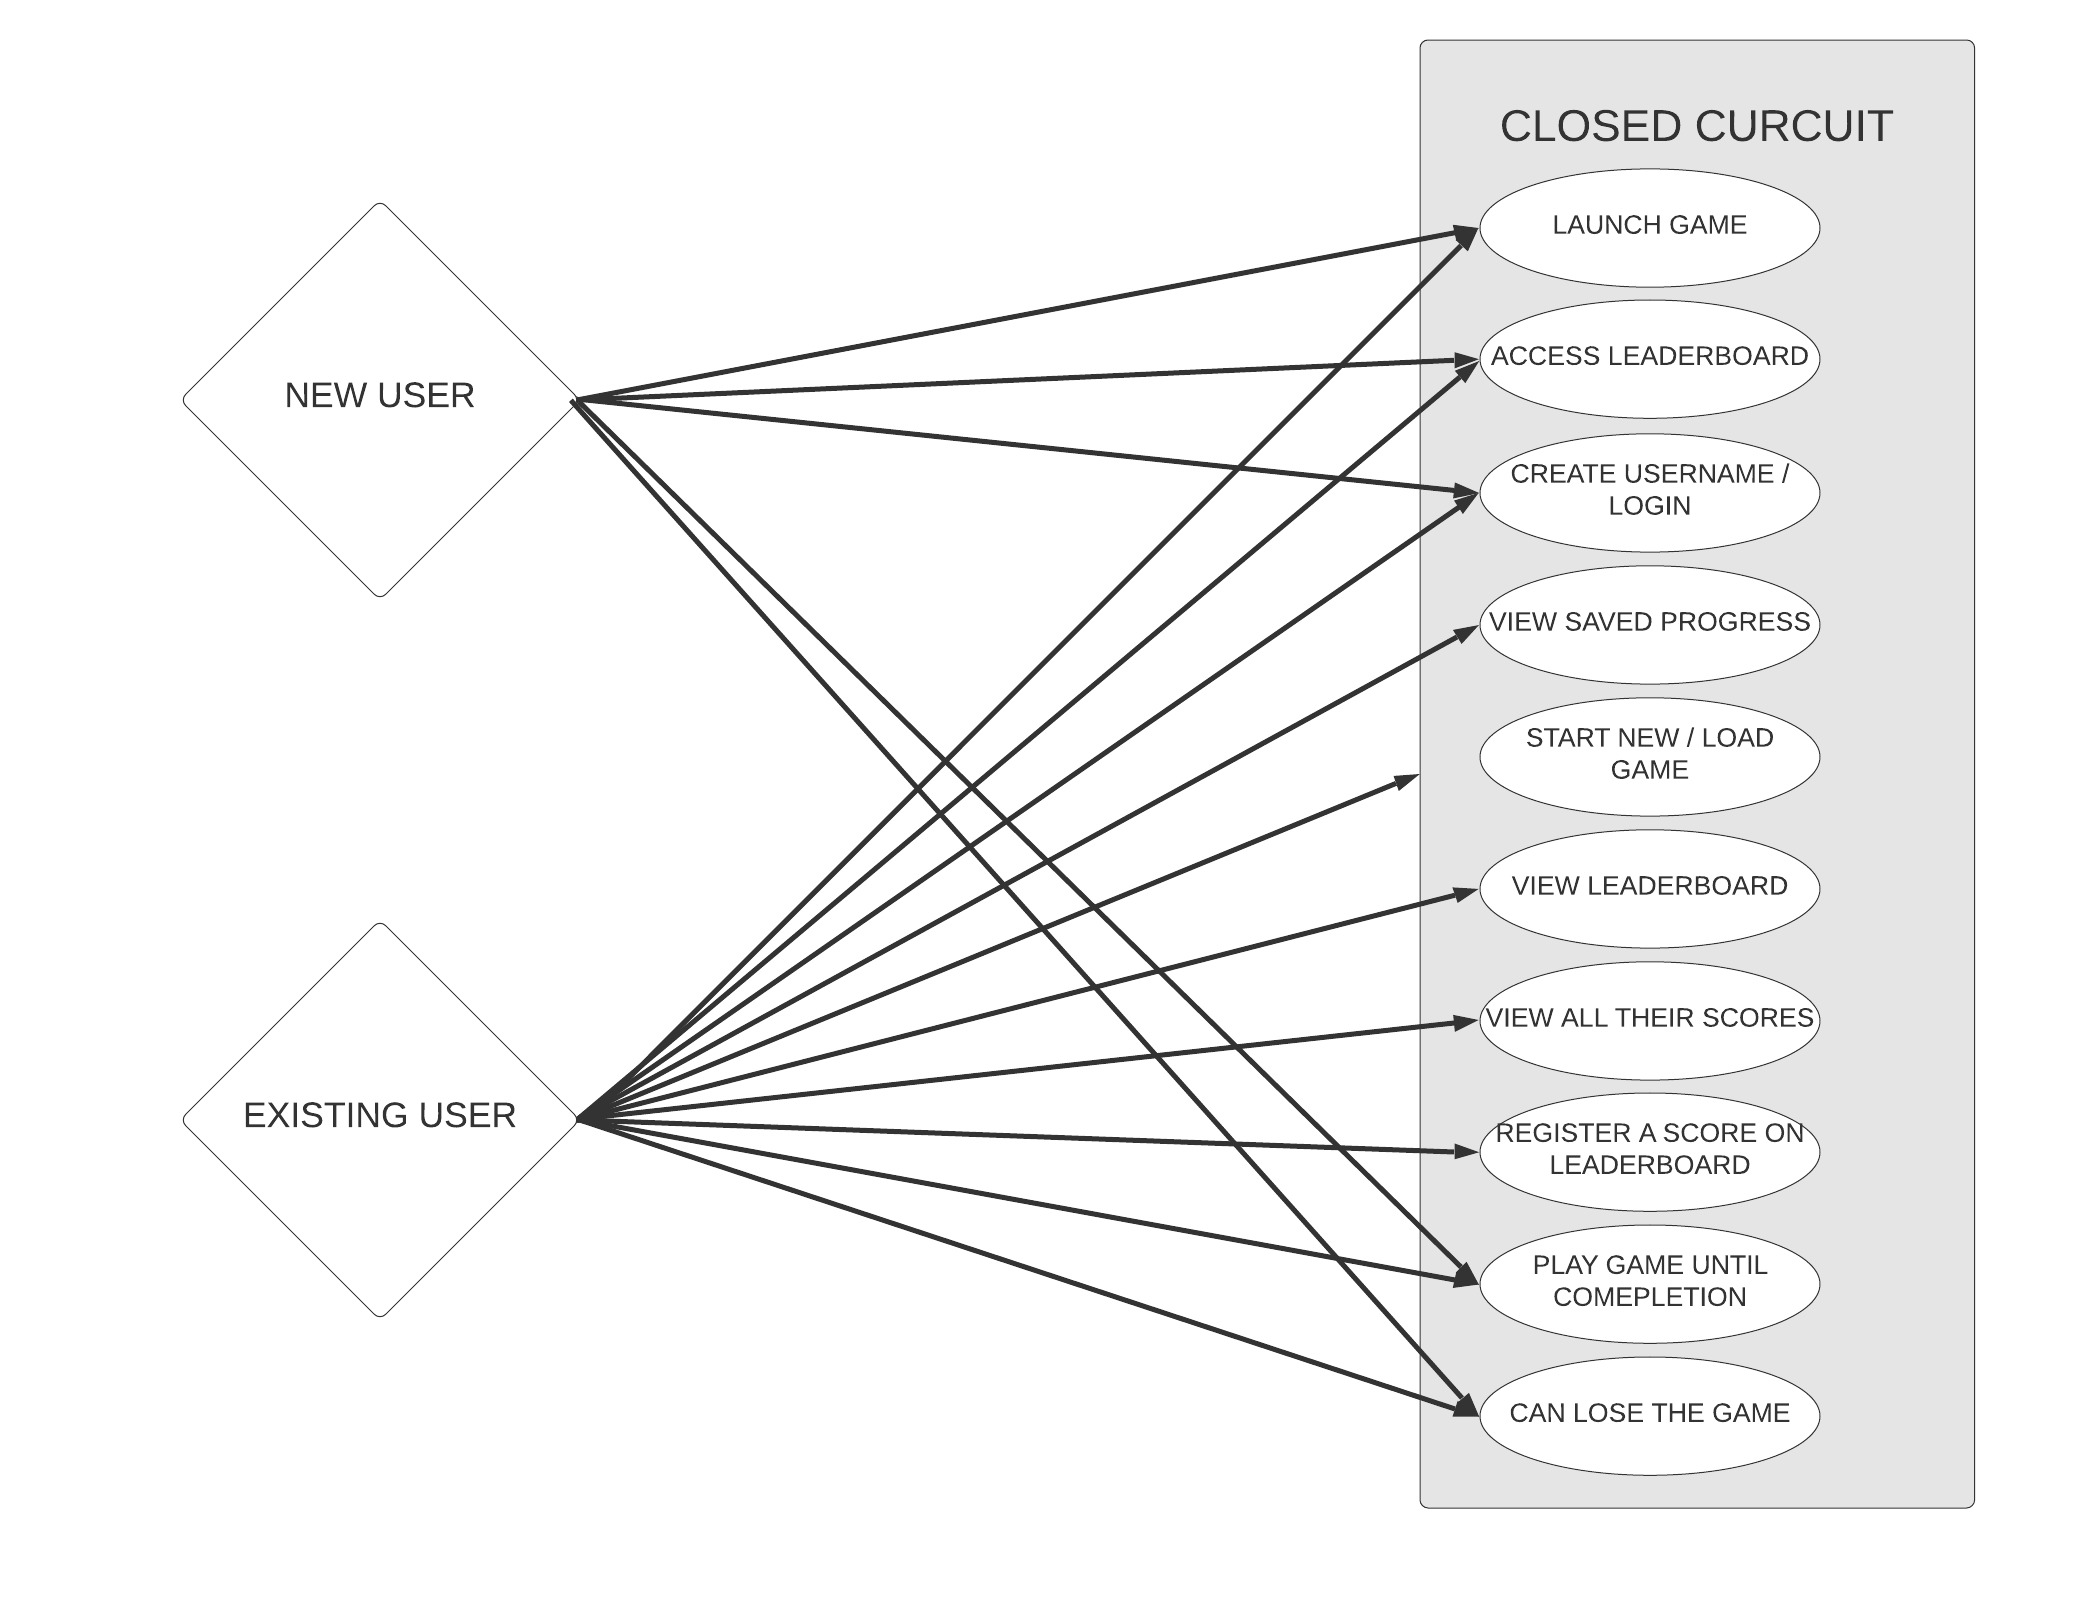 CLOSED CURCUIT
LAUNCH GAME
ACCESS LEADERBOARD
NEW USER
CREATE USERNAME /
LOGIN
VIEW SAVED PROGRESS
START NEW / LOAD
GAME
VIEW LEADERBOARD
VIEW ALL THEIR SCORES
EXISTING USER
REGISTER A SCORE ON
LEADERBOARD
PLAY GAME UNTIL
COMEPLETION
CAN LOSE THE GAME